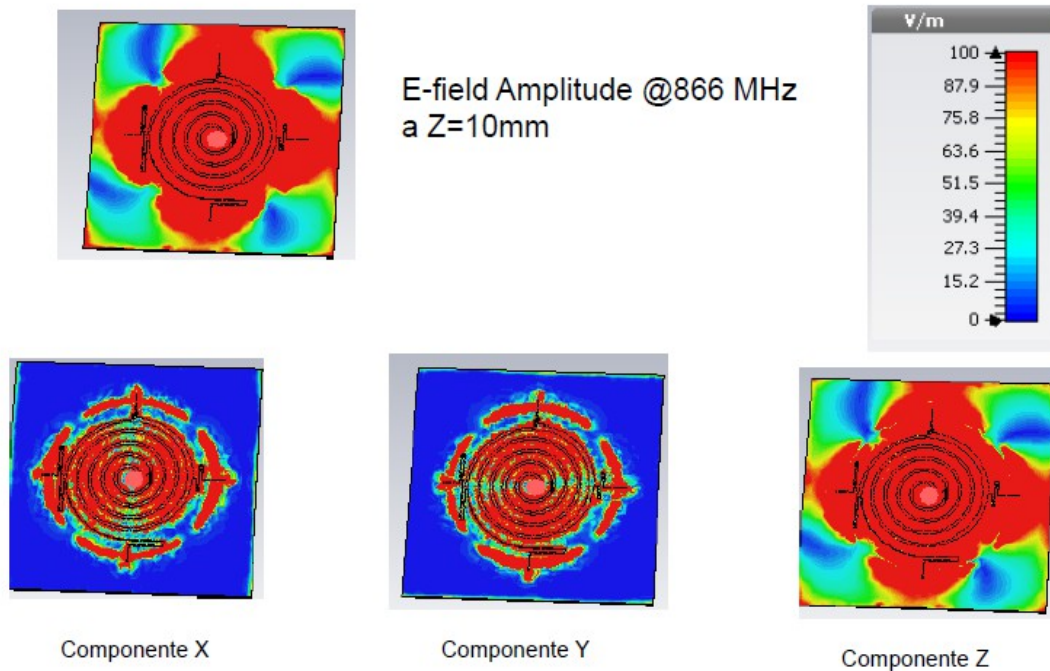 V/m
100
87.9
75.8
63.6
51.5
39.4
27.3
15.2
0
E-field Amplitude @866 MHz
a Z=10mm
Componente X
Componente Y
Componente Z